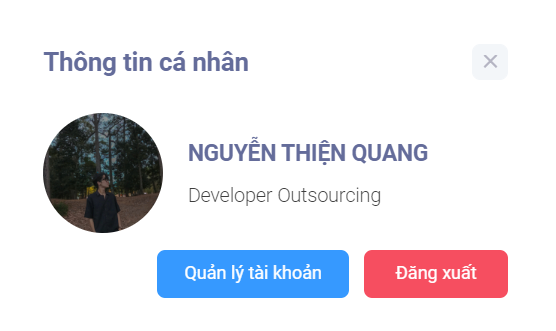 Thông tin cá nhân
NGUYỄN THIỆN QUANG
Developer Outsourcing
Quản lý tài khoản
Đăng xuất